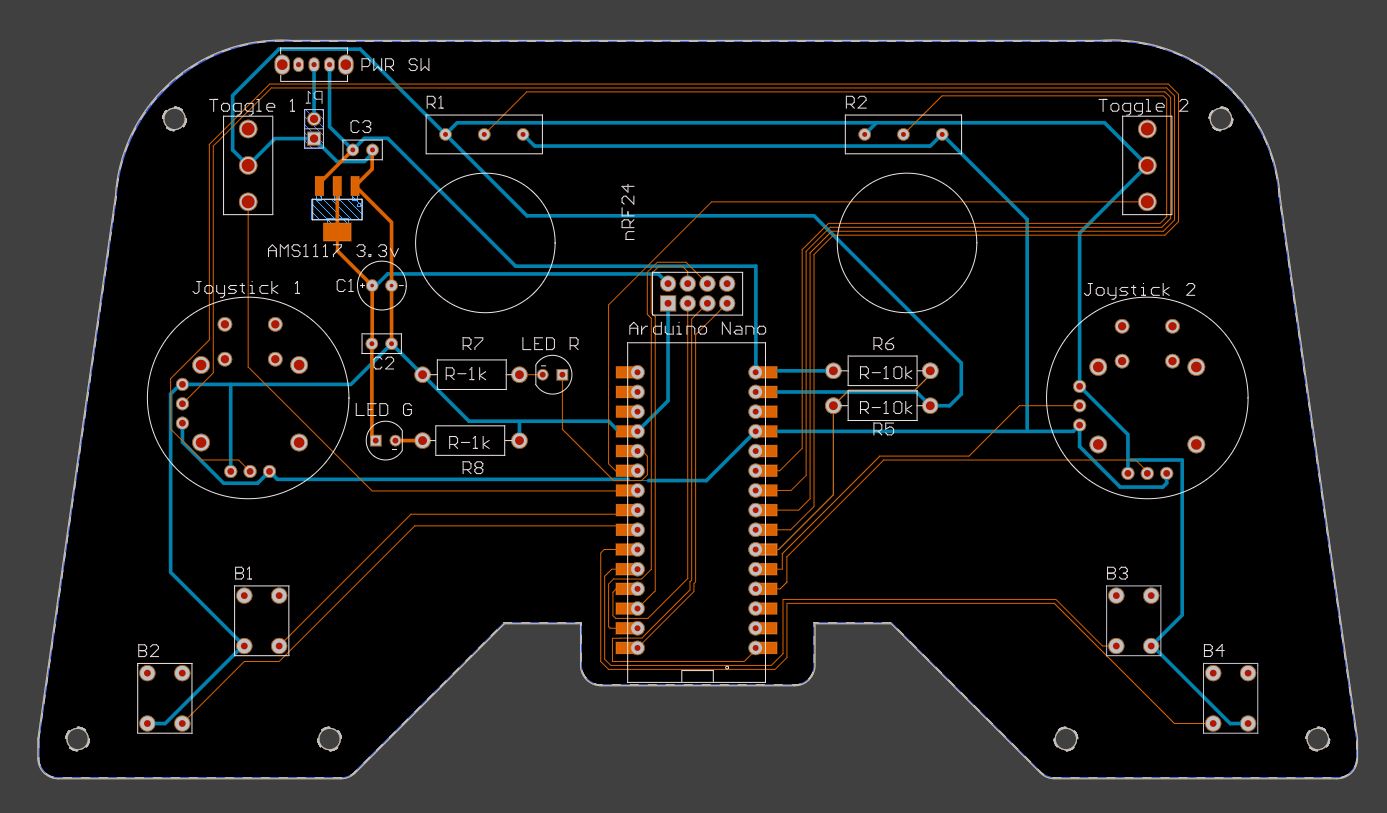 PWR SW
P1
Toggle 1
R1
R2
Toggle 2
C3
nRF24
AMS1117 3.3v
C1
+
-
Joystick 1
Joystick 2
Arduino Nano
C2
R7
LED R
R6
R-1k
-
R-10k
LED G
R-10k
R5
R-1k
-
R8
B1
B3
B2
B4